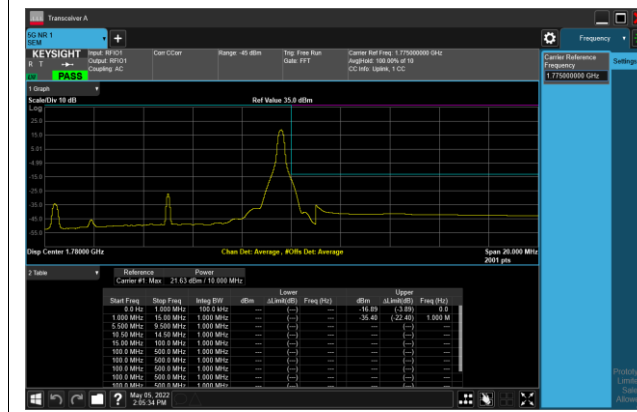 Transceiver A
5G NR 1
SEM
Frequency
KEYSIGHT
R T
PASS
Input: RFIO1
Output: RFIO1
Coupling: AC
Corr CCorr
Range: -45 dBm
Trig: Free Run
Gate: FFT
Carrier Ref Freq: 1.775000000 GHz
Avg|Hold: 100.00% of 10
CC Info: Uplink, 1 CC
Carrier Reference
Frequency
1.775000000 GHz
Settings
1 Graph
Scale/Div 10 dB
Ref Value 35.0 dBm
Log
25.0
15.0
5.01
-4.99
-15.0
-25.0
-35.0
-45.0
-55.0
Disp Center 1.78000 GHz
Chan Det: Average , #Offs Det: Average
Span 20.000 MHz
2001 pts
2 Table
Reference Power
Carrier #1 Max 21.63 dBm / 10.000 MHz
Lower Upper
Start Freq Stop Freq Integ BW dBm ΔLimit(dB) Freq (Hz) dBm ΔLimit(dB) Freq (Hz)
0.0 Hz 1.000 MHz 100.0 kHz --- (---) --- -16.89 (-3.89) 0.0
1.000 MHz 15.00 MHz 1.000 MHz --- (---) --- -35.40 (-22.40) 1.000 M
5.500 MHz 9.500 MHz 1.000 MHz --- (---) --- --- (---) ---
10.50 MHz 14.50 MHz 1.000 MHz --- (---) --- --- (---) ---
15.00 MHz 100.0 MHz 1.000 MHz --- (---) --- --- (---) ---
100.0 MHz 500.0 MHz 1.000 MHz --- (---) --- --- (---) ---
100.0 MHz 500.0 MHz 1.000 MHz --- (---) --- --- (---) ---
100.0 MHz 500.0 MHz 1.000 MHz --- (---) --- --- (---) ---
100.0 MHz 500.0 MHz 1.000 MHz --- (---) --- --- (---) ---
May 05, 2022
2:05:34 PM